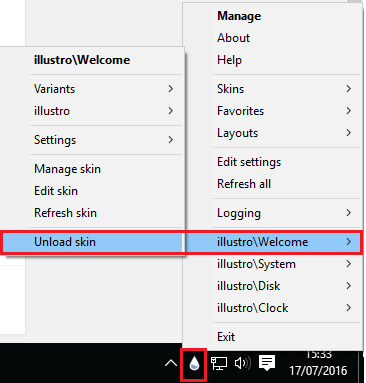 illustro\Welcome
Variants
illustro
Settings
Manage skin
Edit skin
Refresh skin
Unload skin
Manage
About
Help
Skins
Favorites
Layouts
Edit settings
Refresh all
Logging
illustro\Welcome
illustro\System
illustro\Disk
illustro\Clock
Exit
15:33
17/07/2016